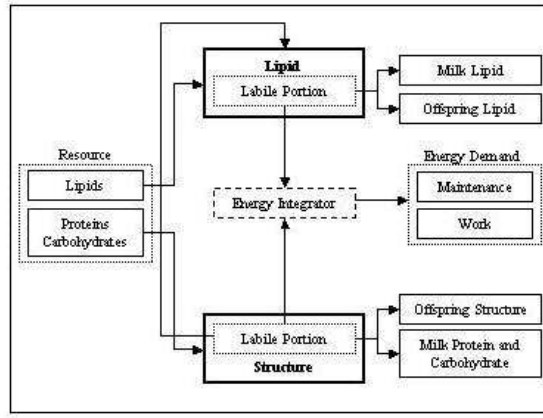 Lipid
Labile Portion
Milk Lipid
Offspring Lipid
Resource
Lipids
Proteins
Carbohydrates
Energy Integrator
Energy Demand
Maintenance
Work
Labile Portion
Structure
Offspring Structure
Milk Protein and
Carbohydrate